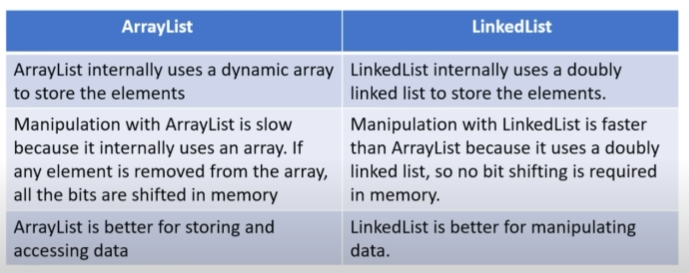 ArrayList
LinkedList
ArrayList internally uses a dynamic array
to store the elements
LinkedList internally uses a doubly
linked list to store the elements.
Manipulation with ArrayList is slow
because it internally uses an array. If
any element is removed from the array,
all the bits are shifted in memory
Manipulation with LinkedList is faster
than ArrayList because it uses a doubly
linked list, so no bit shifting is required
in memory.
ArrayList is better for storing and
accessing data
LinkedList is better for manipulating
data.